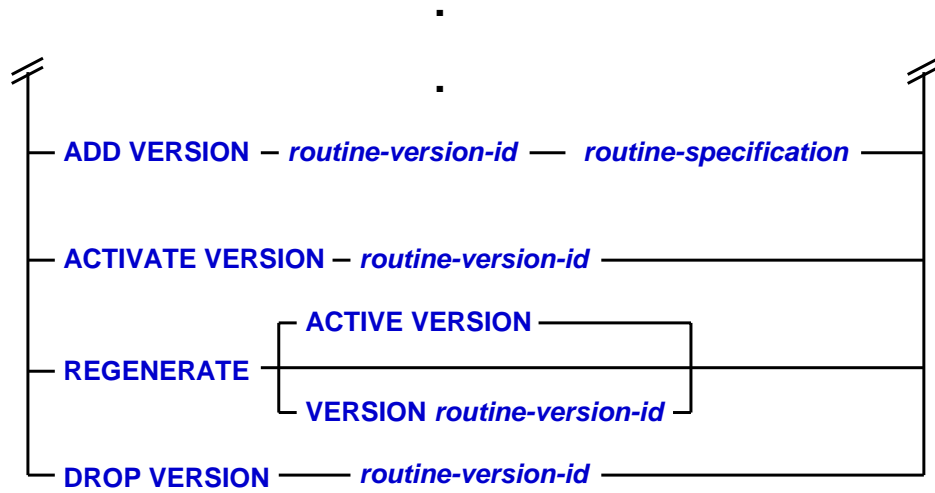 .
.
ADD VERSION routine-version-id routine-specification
ACTIVATE VERSION routine-version-id
ACTIVE VERSION
REGENERATE
VERSION routine-version-id
DROP VERSION routine-version-id